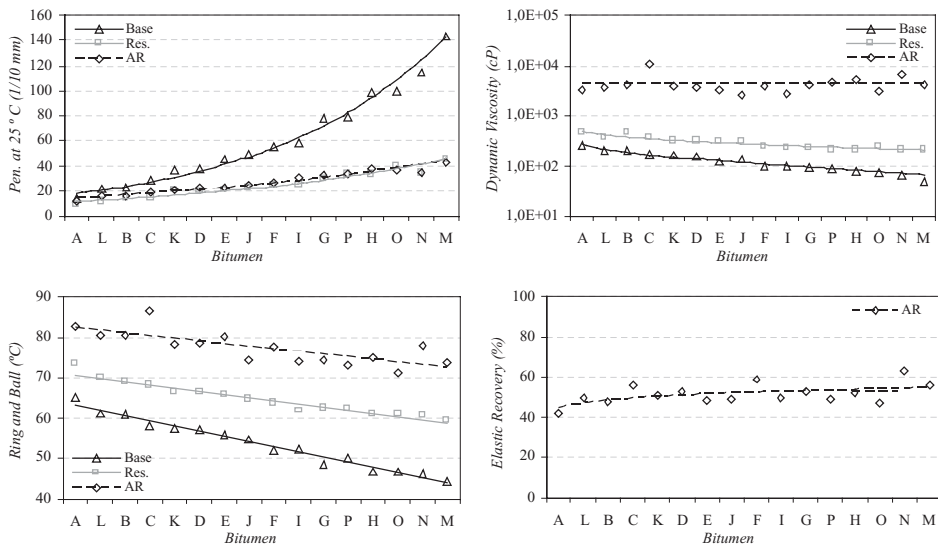 160
140
120
100
80
60
40
20
0
Pen. at 25 º C (1/10 mm)
Base
Res.
AR
A L B C K D E J F I G P H O N M
Bitumen
1,0E+05
1,0E+04
1,0E+03
1,0E+02
1,0E+01
Dynamic Viscosity (cP)
Base
Res.
AR
A L B C K D E J F I G P H O N M
Bitumen
90
80
70
60
50
40
Ring and Ball (ºC)
Base
Res.
AR
A L B C K D E J F I G P H O N M
Bitumen
100
80
60
40
20
0
Elastic Recovery (%)
AR
A L B C K D E J F I G P H O N M
Bitumen